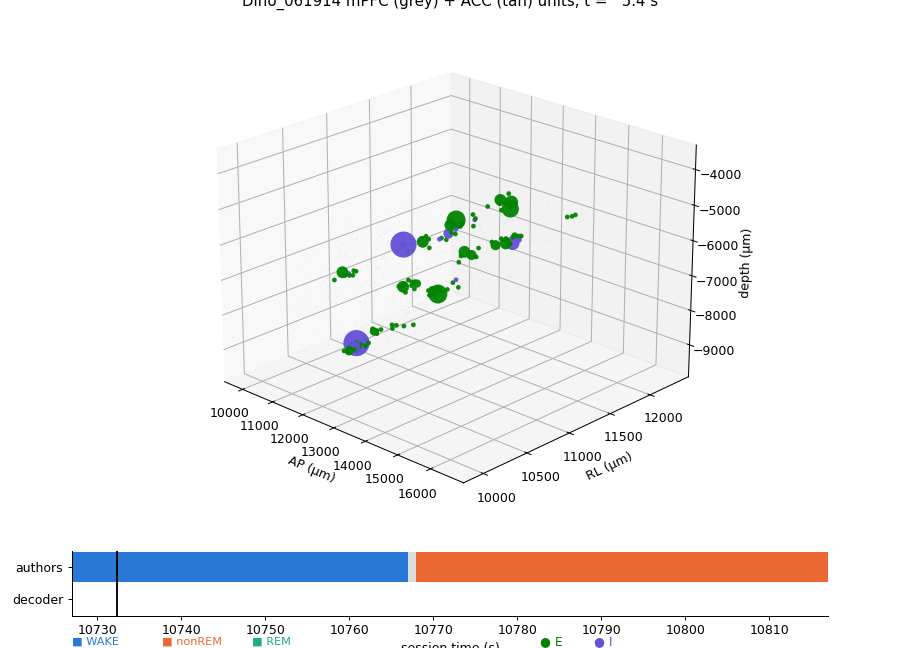 Dino_061914 mPFC (grey) + ACC (tan) units, t = 5.4 s
−4000
−5000
−6000
−7000
−8000
−9000
depth (μm)
10000
11000
12000
13000
14000
15000
16000
AP (μm)
12000
11500
11000
10500
10000
RL (μm)
authors
decoder
10730 10740 10750 10760 10770 10780 10790 10800 10810
session time (s)
WAKE nonREM REM E I